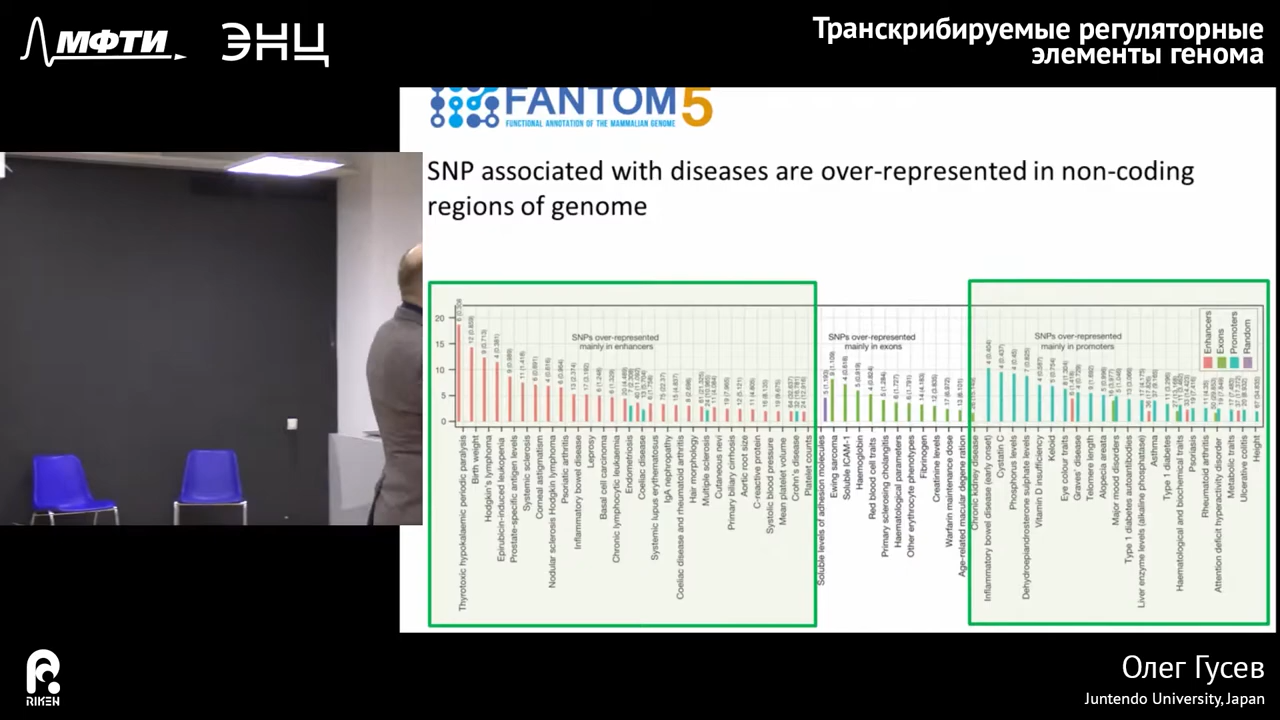 МФТИ
ЭНЦ
Транскрибируемые регуляторные
элементы генома
FANTOM5
FUNCTIONAL ANNOTATION OF THE MAMMALIAN GENOME
SNP associated with diseases are over-represented in non-coding
regions of genome
20
15
10
5
0
SNPs over-represented
mainly in enhancers
SNPs over-represented
mainly in exons
SNPs over-represented
mainly in promoters
Enhancers
Exons
Promoters
Random
Thyrotoxic hypokalaemic periodic paralysis
Birth weight
Hodgkin's lymphoma
Epirubicin-induced leukopenia
Prostate-specific antigen levels
Systemic sclerosis
Corneal astigmatism
Nodular sclerosis Hodgkin lymphoma
Psoriatic arthritis
Inflammatory bowel disease
Leprosy
Basal cell carcinoma
Chronic lymphocytic leukaemia
Endometriosis
Coeliac disease
Systemic lupus erythematosus
IgA nephropathy
Coeliac disease and rheumatoid arthritis
Hair morphology
Multiple sclerosis
Cutaneous nevi
Primary biliary cirrhosis
Aortic root size
C-reactive protein
Systolic blood pressure
Mean platelet volume
Crohn's disease
Platelet counts
Soluble levels of adhesion molecules
Ewing sarcoma
Soluble ICAM-1
Haemoglobin
Red blood cell traits
Primary sclerosing cholangitis
Haematological parameters
Other erythrocyte phenotypes
Fibrinogen
Creatinine levels
Warfarin maintenance dose
Age-related macular degene ration
Chronic kidney disease
Inflammatory bowel disease (early onset)
Cystatin C
Phosphorus levels
Dehydroepiandrosterone sulphate levels
Vitamin D insufficiency
Keloid
Eye colour traits
Graves' disease
Telomere length
Alopecia areata
Major mood disorders
Type 1 diabetes autoantibodies
Liver enzyme levels (alkaline phosphatase)
Asthma
Type 1 diabetes
Haematological and biochemical traits
Psoriasis
Rheumatoid arthritis
Attention deficit hyperactivity disorder
Metabolic traits
Ulcerative colitis
Height
RIKEN
Олег Гусев
Juntendo University, Japan